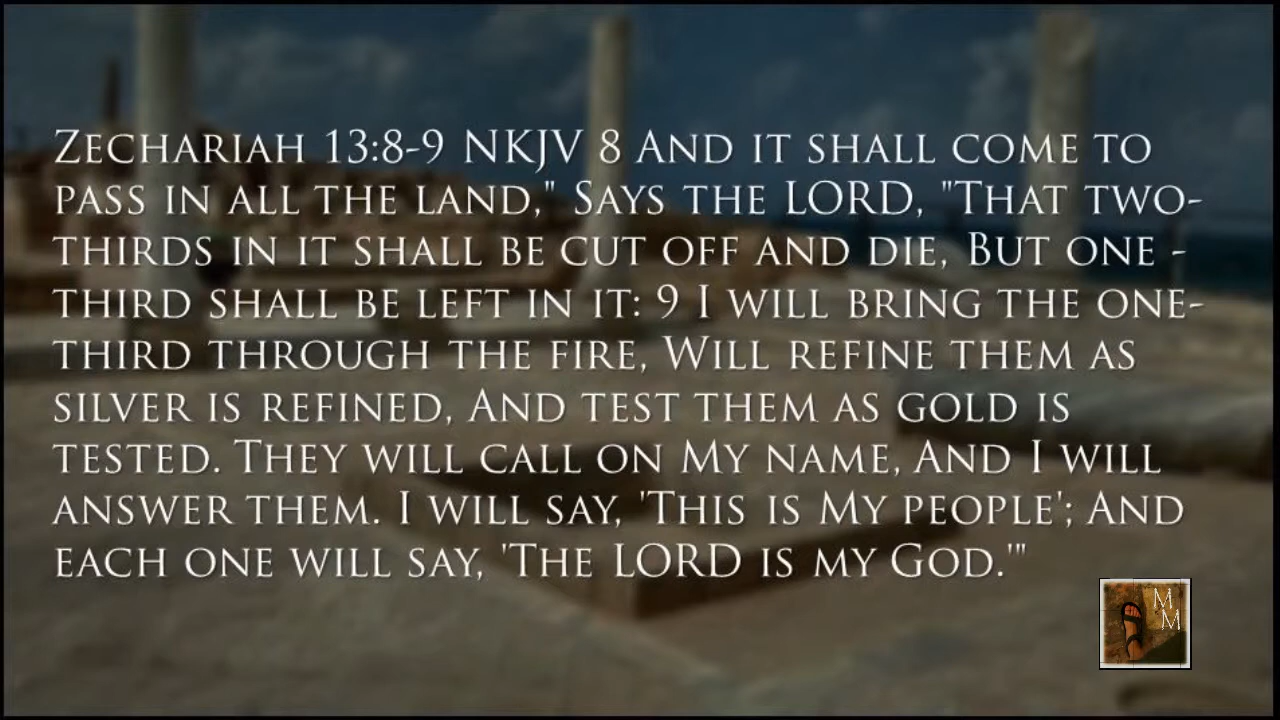 Zechariah 13:8-9 NKJV 8 And it shall come to
pass in all the land," Says the LORD, "That two-
thirds in it shall be cut off and die, But one -
third shall be left in it: 9 I will bring the one-
third through the fire, Will refine them as
silver is refined, And test them as gold is
tested. They will call on My name, And I will
answer them. I will say, 'This is My people'; And
each one will say, 'The LORD is my God.'"
M
M